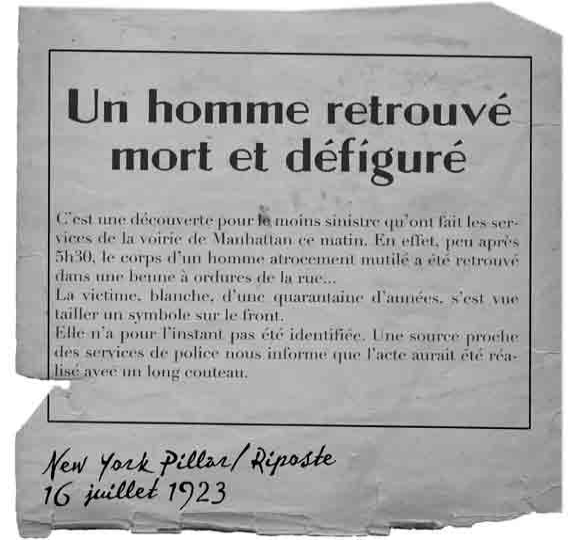 Un homme retrouvé
mort et défiguré
C'est une découverte pour le moins sinistre qu'ont fait les ser-
vices de la voirie de Manhattan ce matin. En effet, peu après
5h30, le corps d'un homme atrocement mutilé a été retrouvé
dans une benne à ordures de la rue...
La victime, blanche, d'une quarantaine d'années, s'est vue
tailler un symbole sur le front.
Elle n'a pour l'instant pas été identifiée. Une source proche
des services de police nous informe que l'acte aurait été réa-
lisé avec un long couteau.
New York Pillar/Riposte
16 juillet 1923